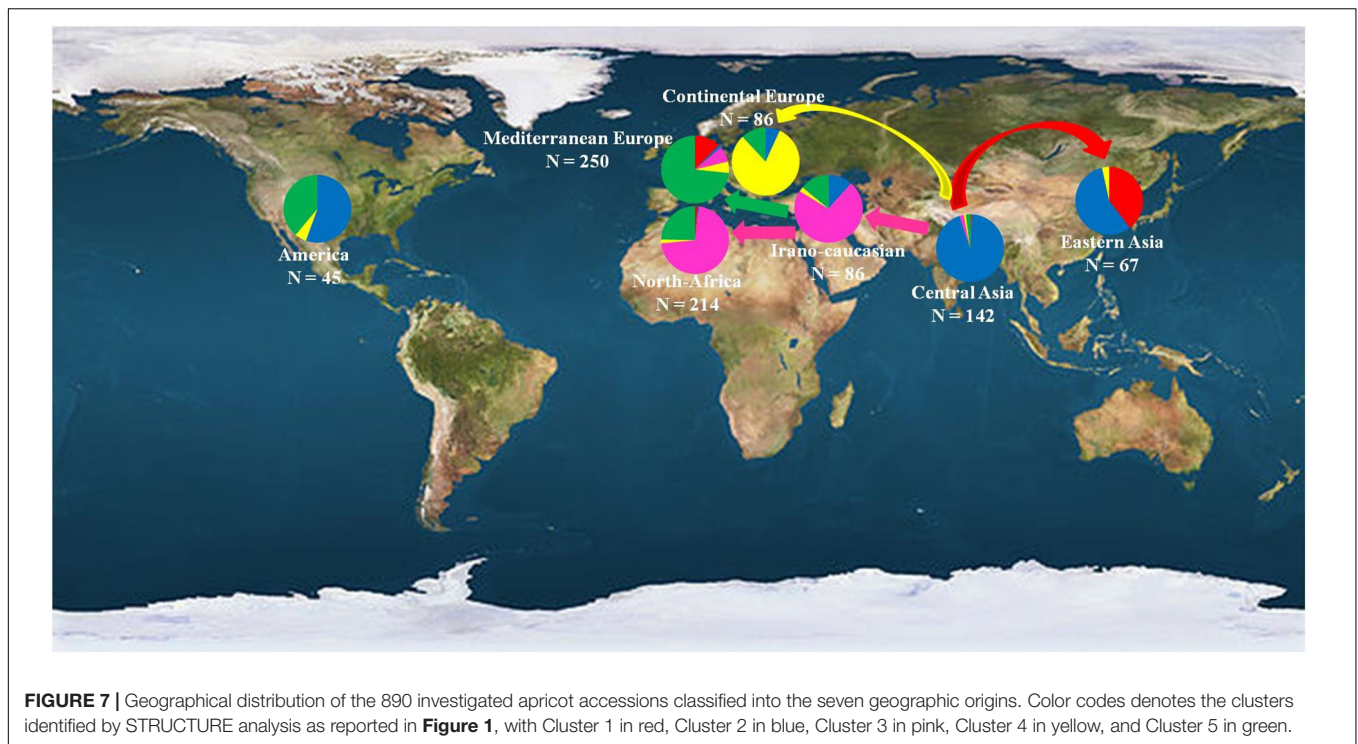 Continental Europe
N = 86
Mediterranean Europe
N = 250
America
N = 45
North-Africa
N = 214
Irano-caucasian
N = 86
Central Asia
N = 142
Eastern Asia
N = 67
FIGURE 7 | Geographical distribution of the 890 investigated apricot accessions classified into the seven geographic origins. Color codes denotes the clusters
identified by STRUCTURE analysis as reported in Figure 1, with Cluster 1 in red, Cluster 2 in blue, Cluster 3 in pink, Cluster 4 in yellow, and Cluster 5 in green.